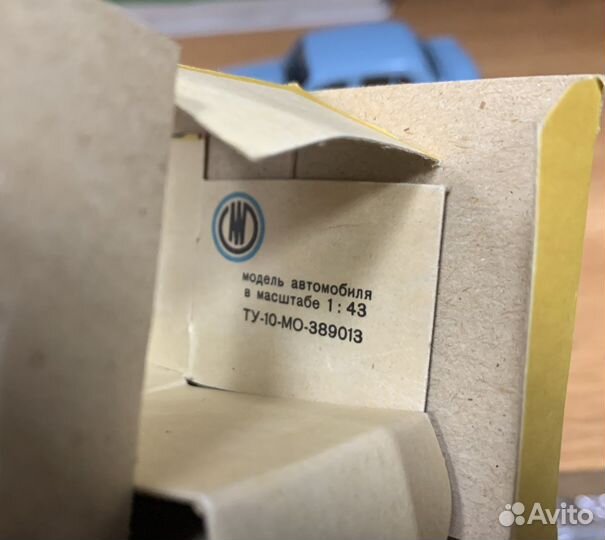 модель автомобиля
в масштабе 1:43
ТУ-10-МО-389013
Avito